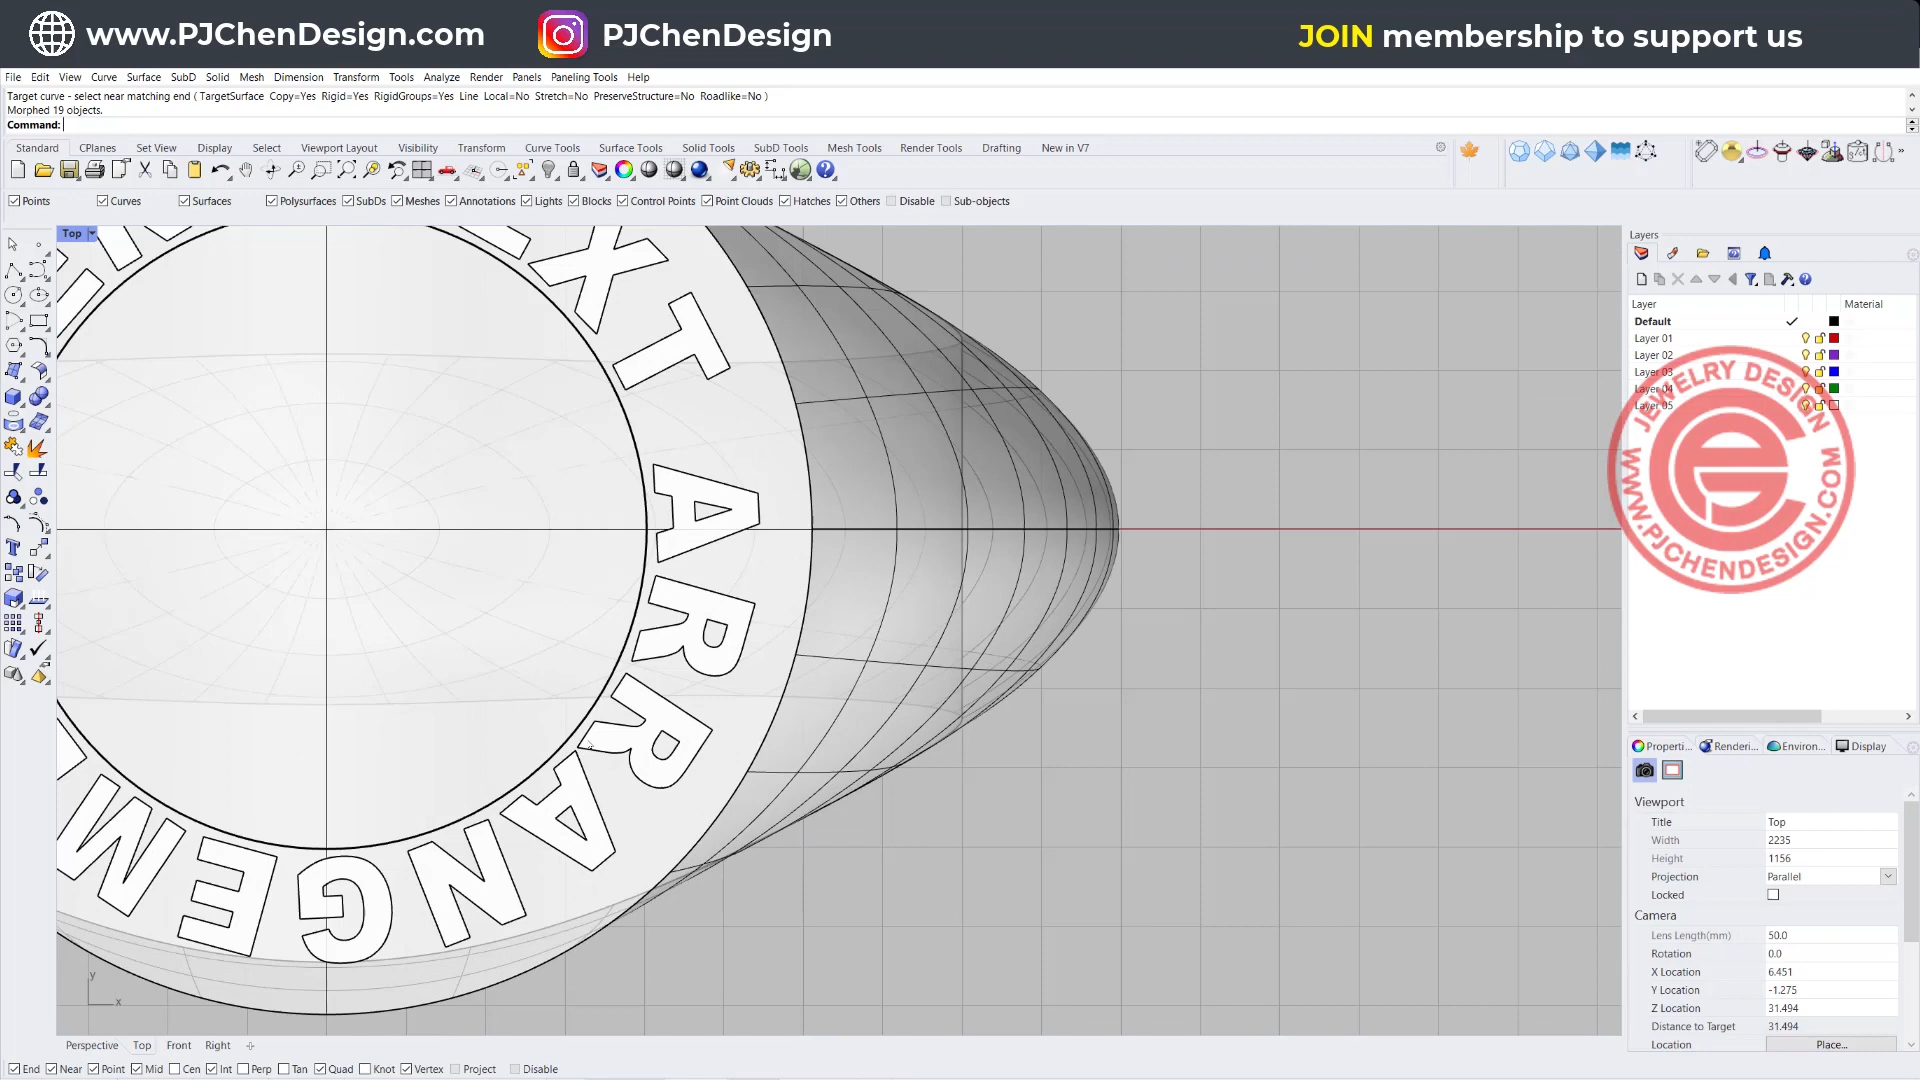 www.PJChenDesign.com PJChenDesign JOIN membership to support us
File Edit View Curve Surface SubD Solid Mesh Dimension Transform Tools Analyze Render Panels Paneling Tools Help
Target curve - select near matching end ( TargetSurface Copy=Yes Rigid=Yes RigidGroups=Yes Line Local=No Stretch=No PreserveStructure=No Roadlike=No )
Morphed 19 objects.
Command:
Standard CPlanes Set View Display Select Viewport Layout Visibility Transform Curve Tools Surface Tools Solid Tools SubD Tools Mesh Tools Render Tools Drafting New in V7
Points Curves Surfaces Polysurfaces SubDs Meshes Annotations Lights Blocks Control Points Point Clouds Hatches Others Disable Sub-objects
Top
XT ARRANGEM
y
x
Layers
Layer Material
Default
Layer 01
Layer 02
Layer 03
Layer 04
Layer 05
JEWELRY DESIGN
WWW.PJCHENDESIGN.COM
Properti... Renderi... Environ... Display
Viewport
Title Top
Width 2235
Height 1156
Projection Parallel
Locked
Camera
Lens Length(mm) 50.0
Rotation 0.0
X Location 6.451
Y Location -1.275
Z Location 31.494
Distance to Target 31.494
Location Place...
Perspective Top Front Right
End Near Point Mid Cen Int Perp Tan Quad Knot Vertex Project Disable